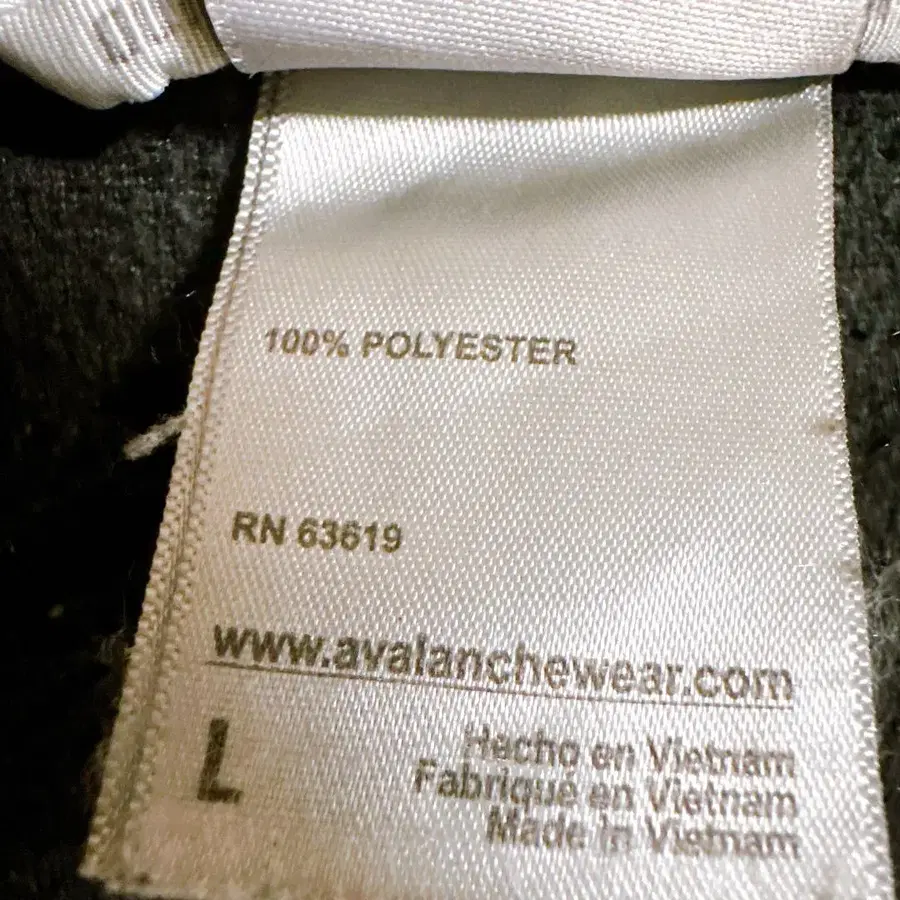 100% POLYESTER
RN 63619
www.avalanchewear.com
L
Hecho en Vietnam
Fabriqué en Vietnam
Made in Vietnam